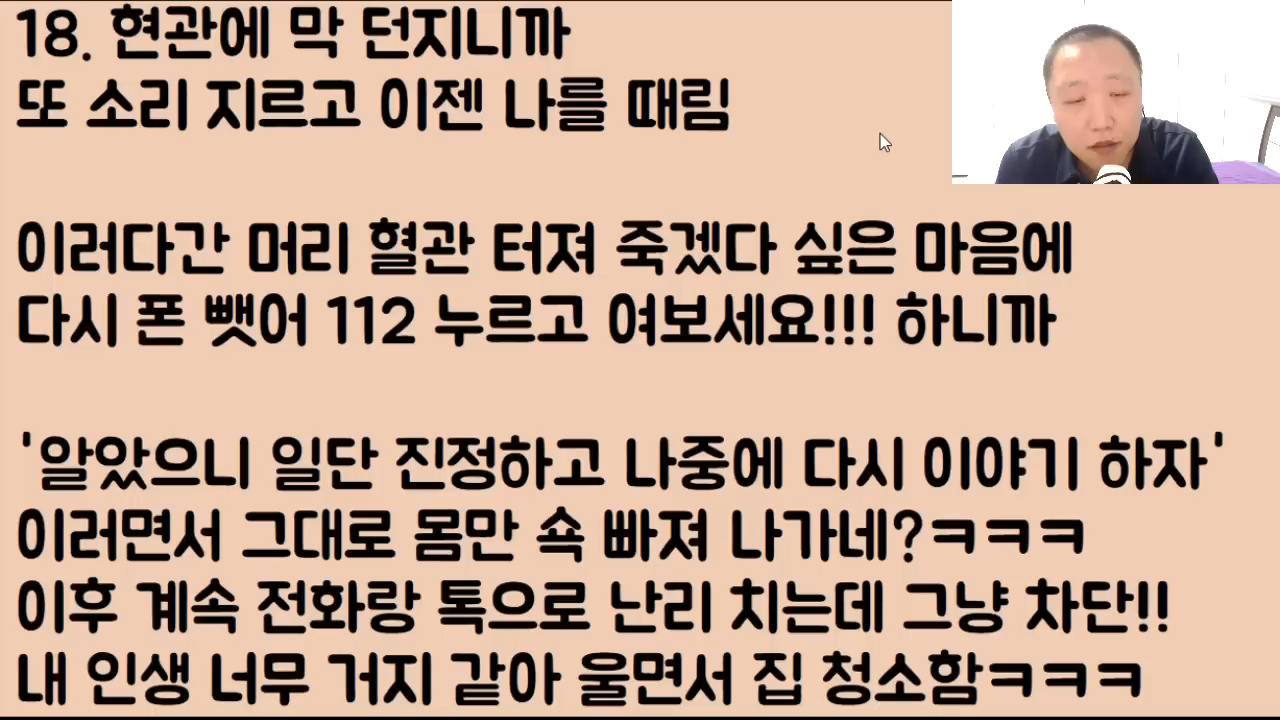 18. 현관에 막 던지니까
또 소리 지르고 이젠 나를 때림
이러다간 머리 혈관 터져 죽겠다 싶은 마음에
다시 폰 뺏어 112 누르고 여보세요!!! 하니까
'알았으니 일단 진정하고 나중에 다시 이야기 하자'
이러면서 그대로 몸만 쇽 빠져 나가네?ㅋㅋㅋ
이후 계속 전화랑 톡으로 난리 치는데 그냥 차단!!
내 인생 너무 거지 같아 울면서 집 청소함ㅋㅋㅋ